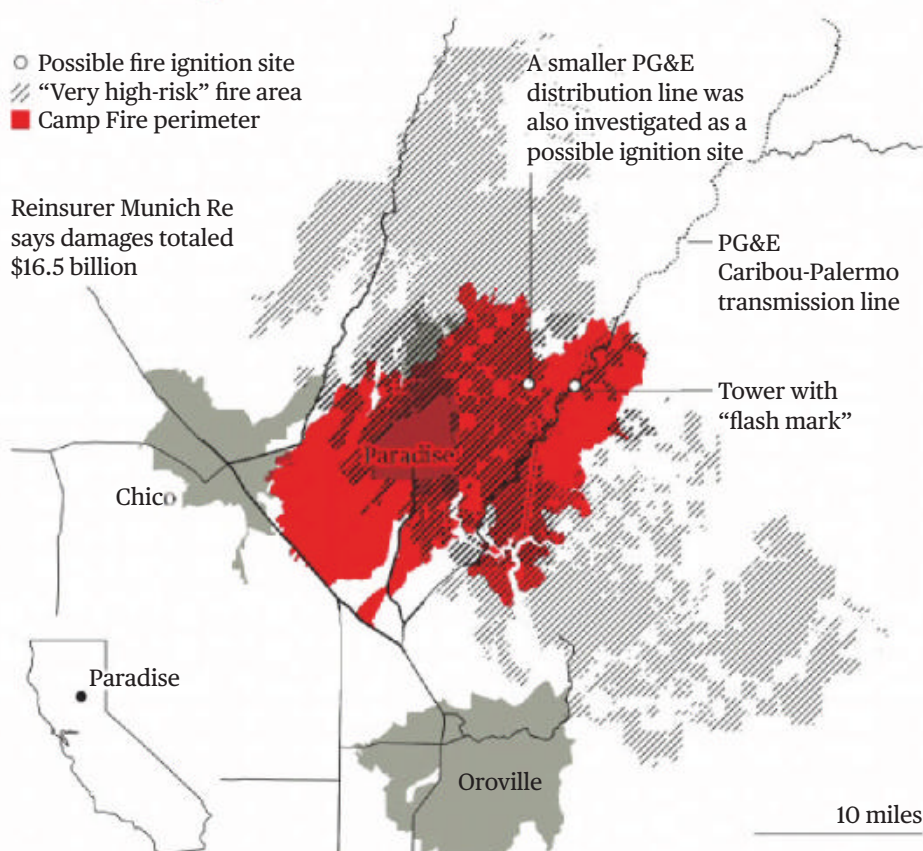 Possible fire ignition site
“Very high-risk” fire area
Camp Fire perimeter
A smaller PG&E
distribution line was
also investigated as a
possible ignition site
Reinsurer Munich Re
says damages totaled
$16.5 billion
PG&E
Caribou-Palermo
transmission line
Tower with
“flash mark”
Paradise
Chico
Paradise
Oroville
10 miles